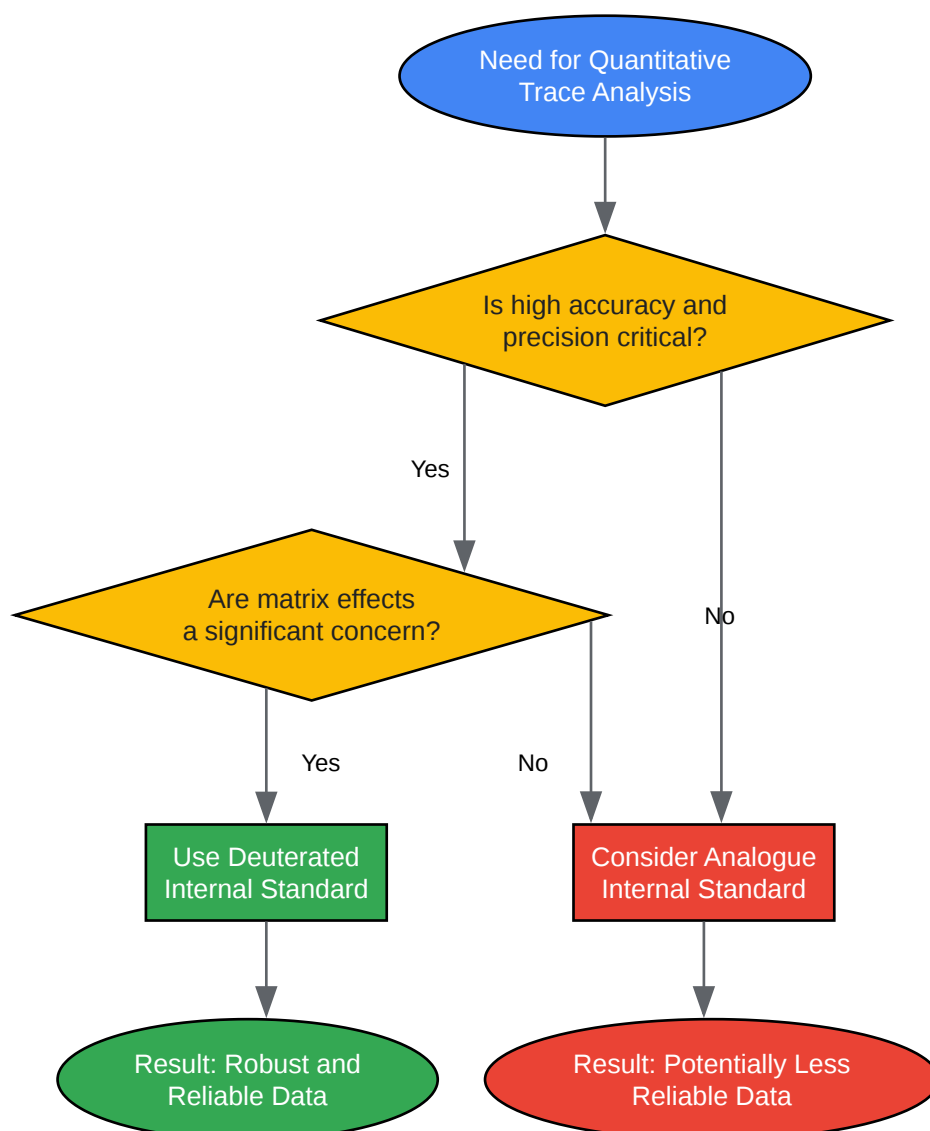 Need for Quantitative
Trace Analysis
Is high accuracy and
precision critical?
Yes
Are matrix effects
a significant concern?
No
Yes
No
Use Deuterated
Internal Standard
Consider Analogue
Internal Standard
Result: Robust and
Reliable Data
Result: Potentially Less
Reliable Data